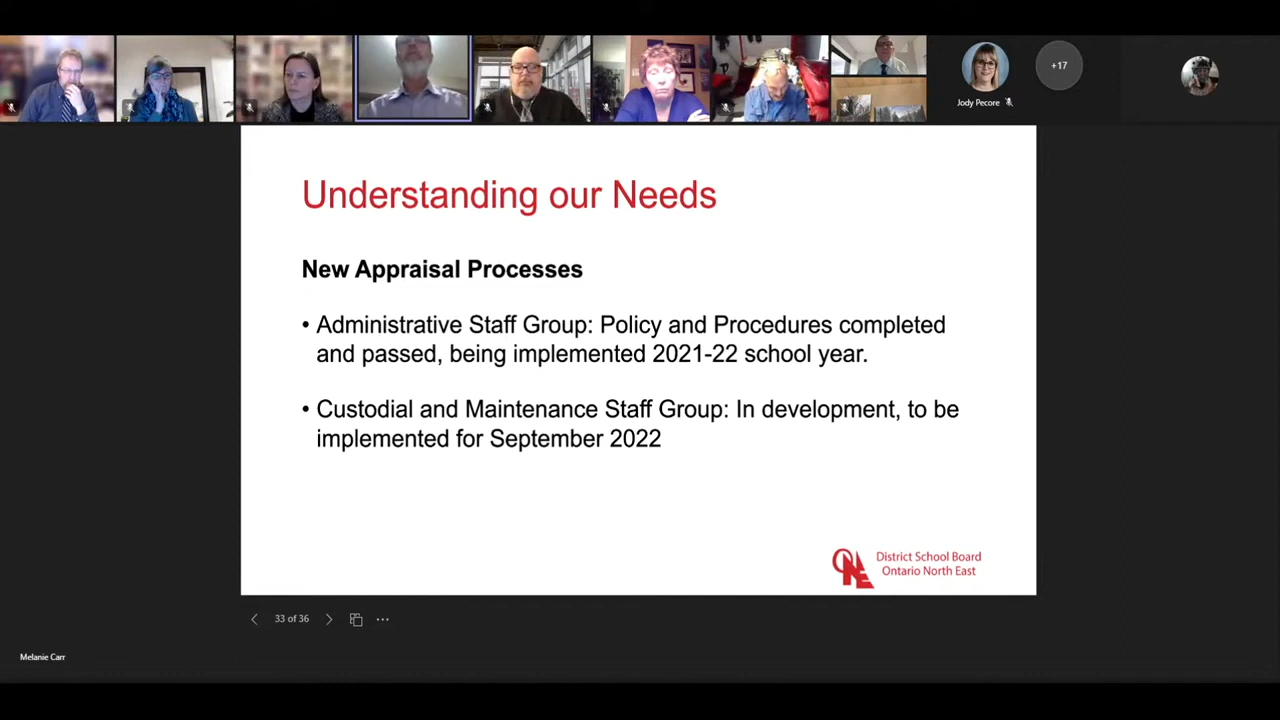 +17
Jody Pecore
Understanding our Needs
New Appraisal Processes
• Administrative Staff Group: Policy and Procedures completed
and passed, being implemented 2021-22 school year.
• Custodial and Maintenance Staff Group: In development, to be
implemented for September 2022
ONE
District School Board
Ontario North East
33 of 36
Melanie Carr